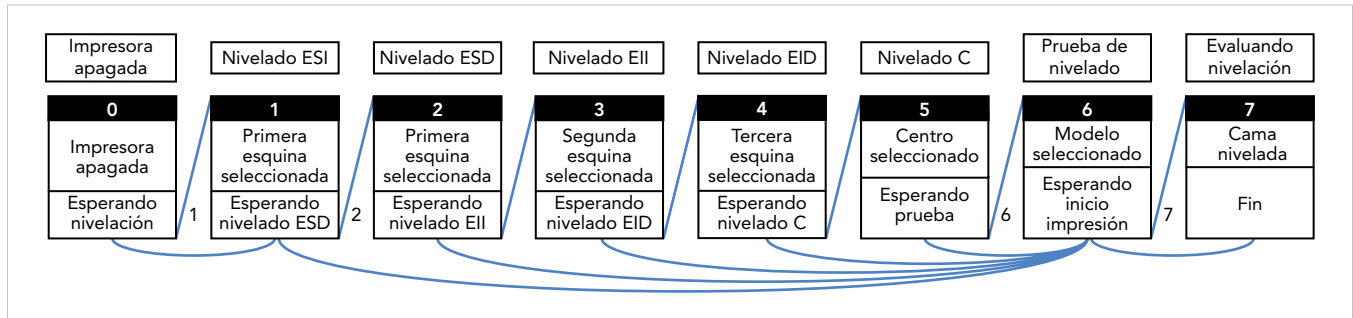 Impresora
apagada
Nivelado ESI
Nivelado ESD
Nivelado EII
Nivelado EID
Nivelado C
Prueba de
nivelado
Evaluando
nivelación
0
Impresora
apagada
Esperando
nivelación
1
1
Primera
esquina
seleccionada
Esperando
nivelado ESD
2
2
Primera
esquina
seleccionada
Esperando
nivelado EII
3
Segunda
esquina
seleccionada
Esperando
nivelado EID
4
Tercera
esquina
seleccionada
Esperando
nivelado C
5
Centro
seleccionado
Esperando
prueba
6
6
Modelo
seleccionado
Esperando
inicio
impresión
7
7
Cama
nivelada
Fin